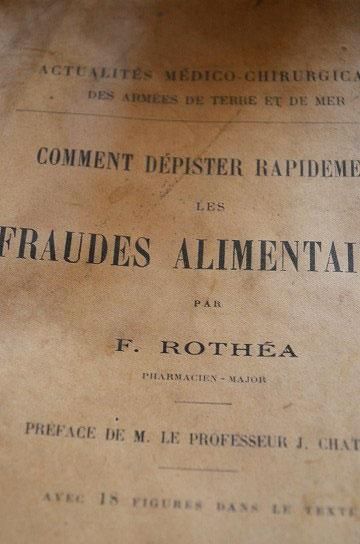 ACTUALITÉS MÉDICO-CHIRURGICA
DES ARMÉES DE TERRE ET DE MER
COMMENT DÉPISTER RAPIDEME
LES
FRAUDES ALIMENTAI
PAR
F. ROTHÉA
PHARMACIEN-MAJOR
PRÉFACE DE M. LE PROFESSEUR J. CHAT
AVEC 18 FIGURES DANS LE TEXTE